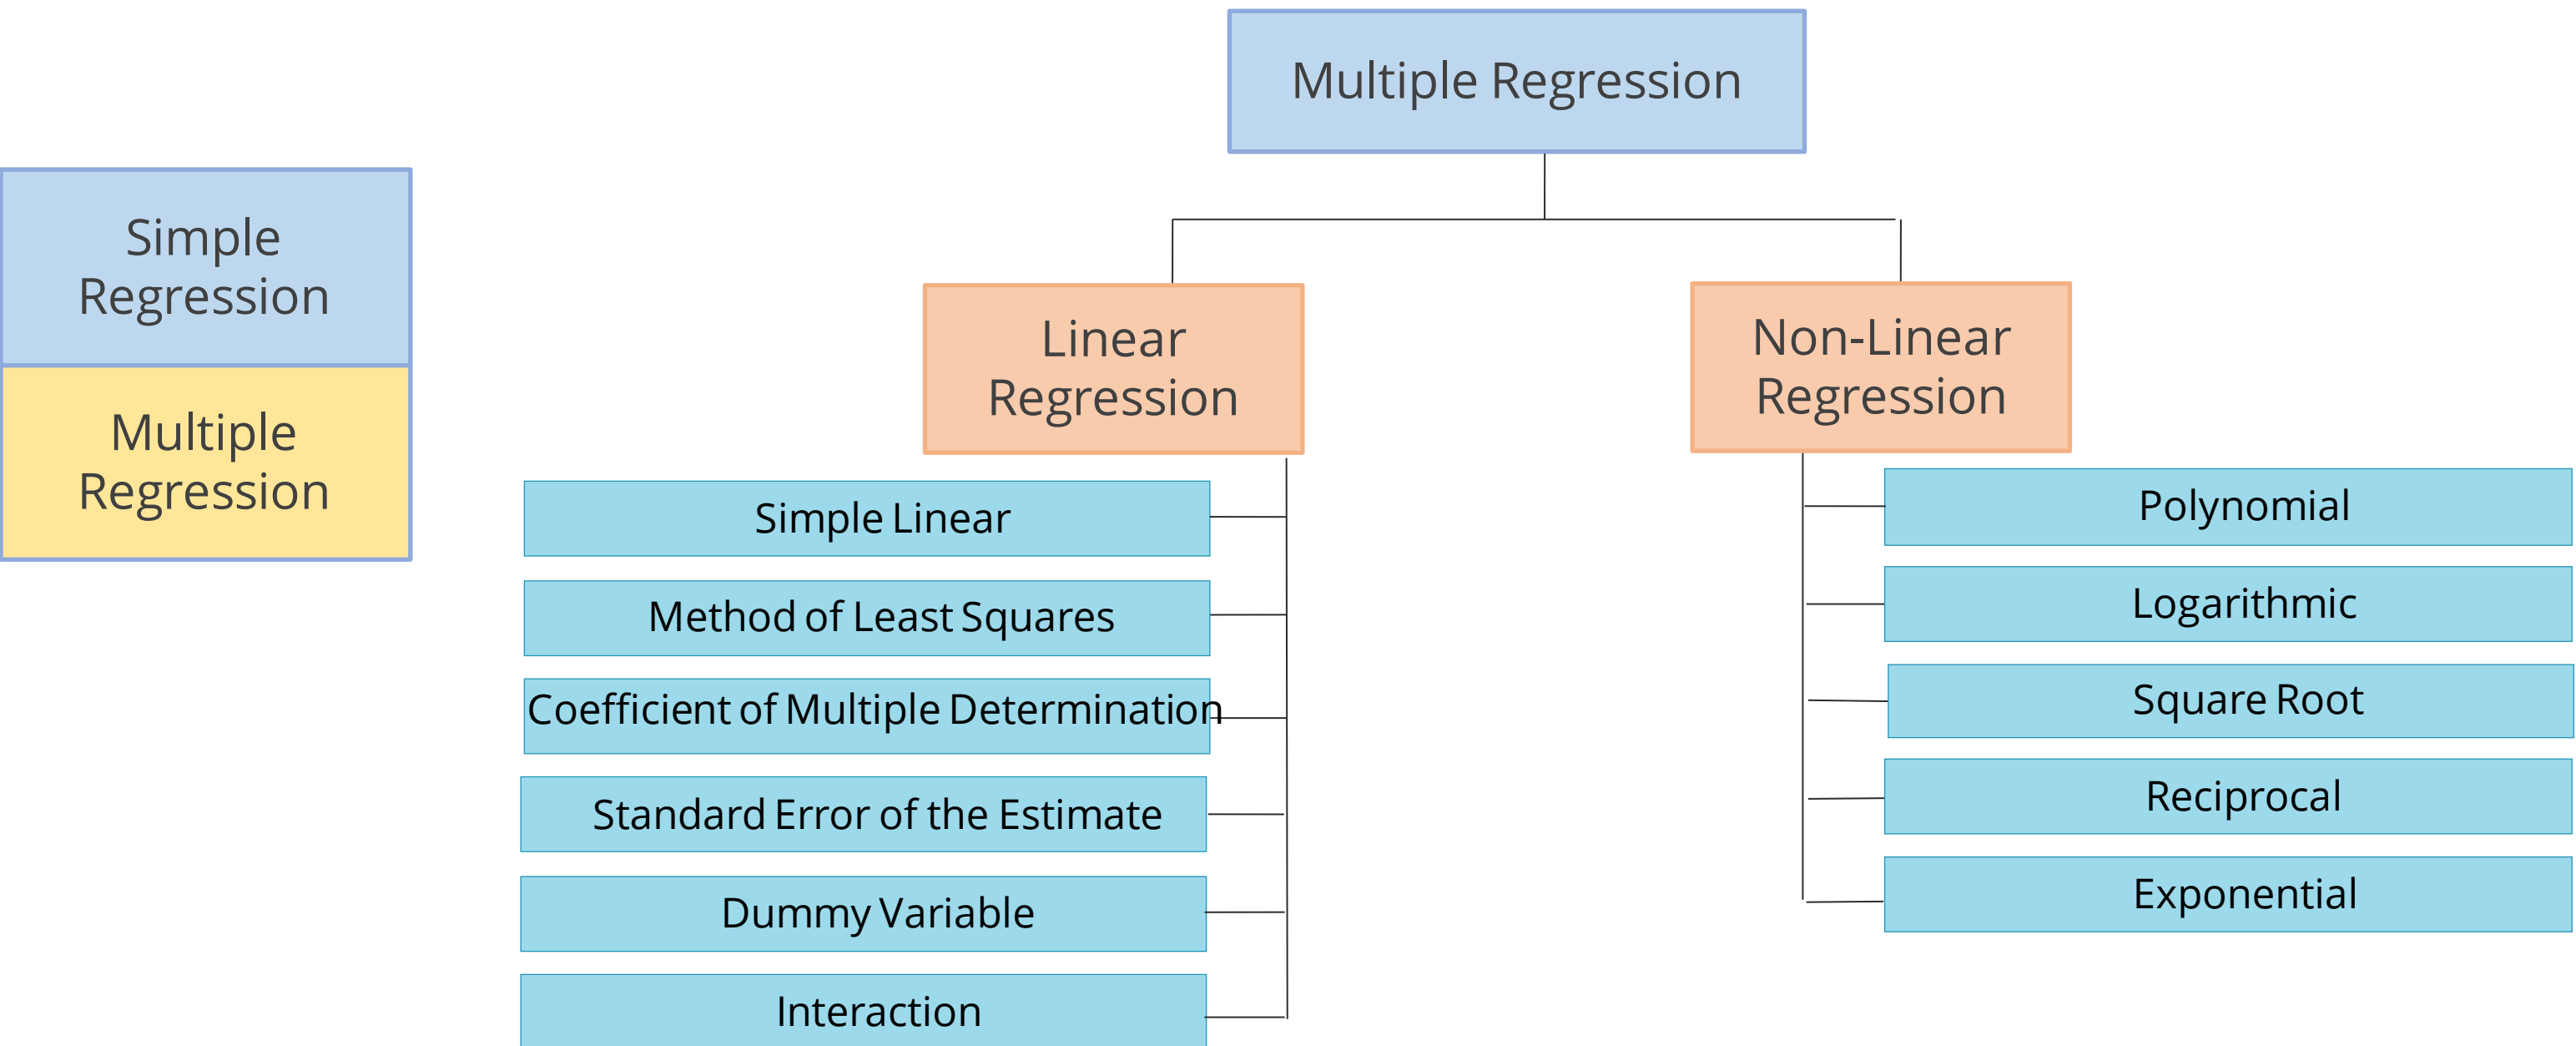 Multiple Regression
Simple
Regression
Multiple
Regression
Linear
Regression
Simple Linear
Method of Least Squares
Coefficient of Multiple Determination
Standard Error of the Estimate
Dummy Variable
Interaction
Non-Linear
Regression
Polynomial
Logarithmic
Square Root
Reciprocal
Exponential